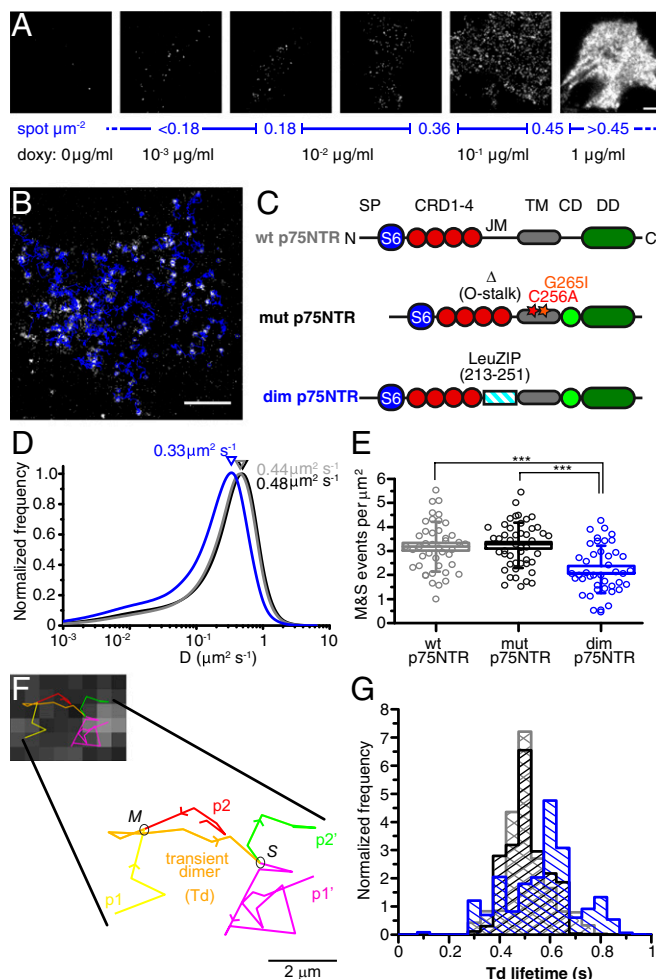 A
spot µm-2 <0.18 0.18 0.36 0.45 >0.45
doxy: 0µg/ml 10-3 µg/ml 10-2 µg/ml 10-1 µg/ml 1 µg/ml
B
C
SP CRD1-4 TM CD DD
JM
wt p75NTR N S6 C
Δ
(O-stalk)
G265I
C256A
mut p75NTR S6
LeuZIP
(213-251)
dim p75NTR S6
D
0.33µm2 s-1
0.44µm2 s-1
0.48µm2 s-1
Normalized frequency
1.0
0.8
0.6
0.4
0.2
0
10-3 10-2 10-1 1 10
D (µm2 s-1)
E
***
***
M&S events per µm2
6
5
4
3
2
1
0
wt p75NTR
mut p75NTR
dim p75NTR
F
M
p2
p2'
S
transient
dimer
(Td)
p1
p1'
2 µm
G
Normalized frequency
8
7
6
5
4
3
2
1
0
0 0.2 0.4 0.6 0.8 1
Td lifetime (s)